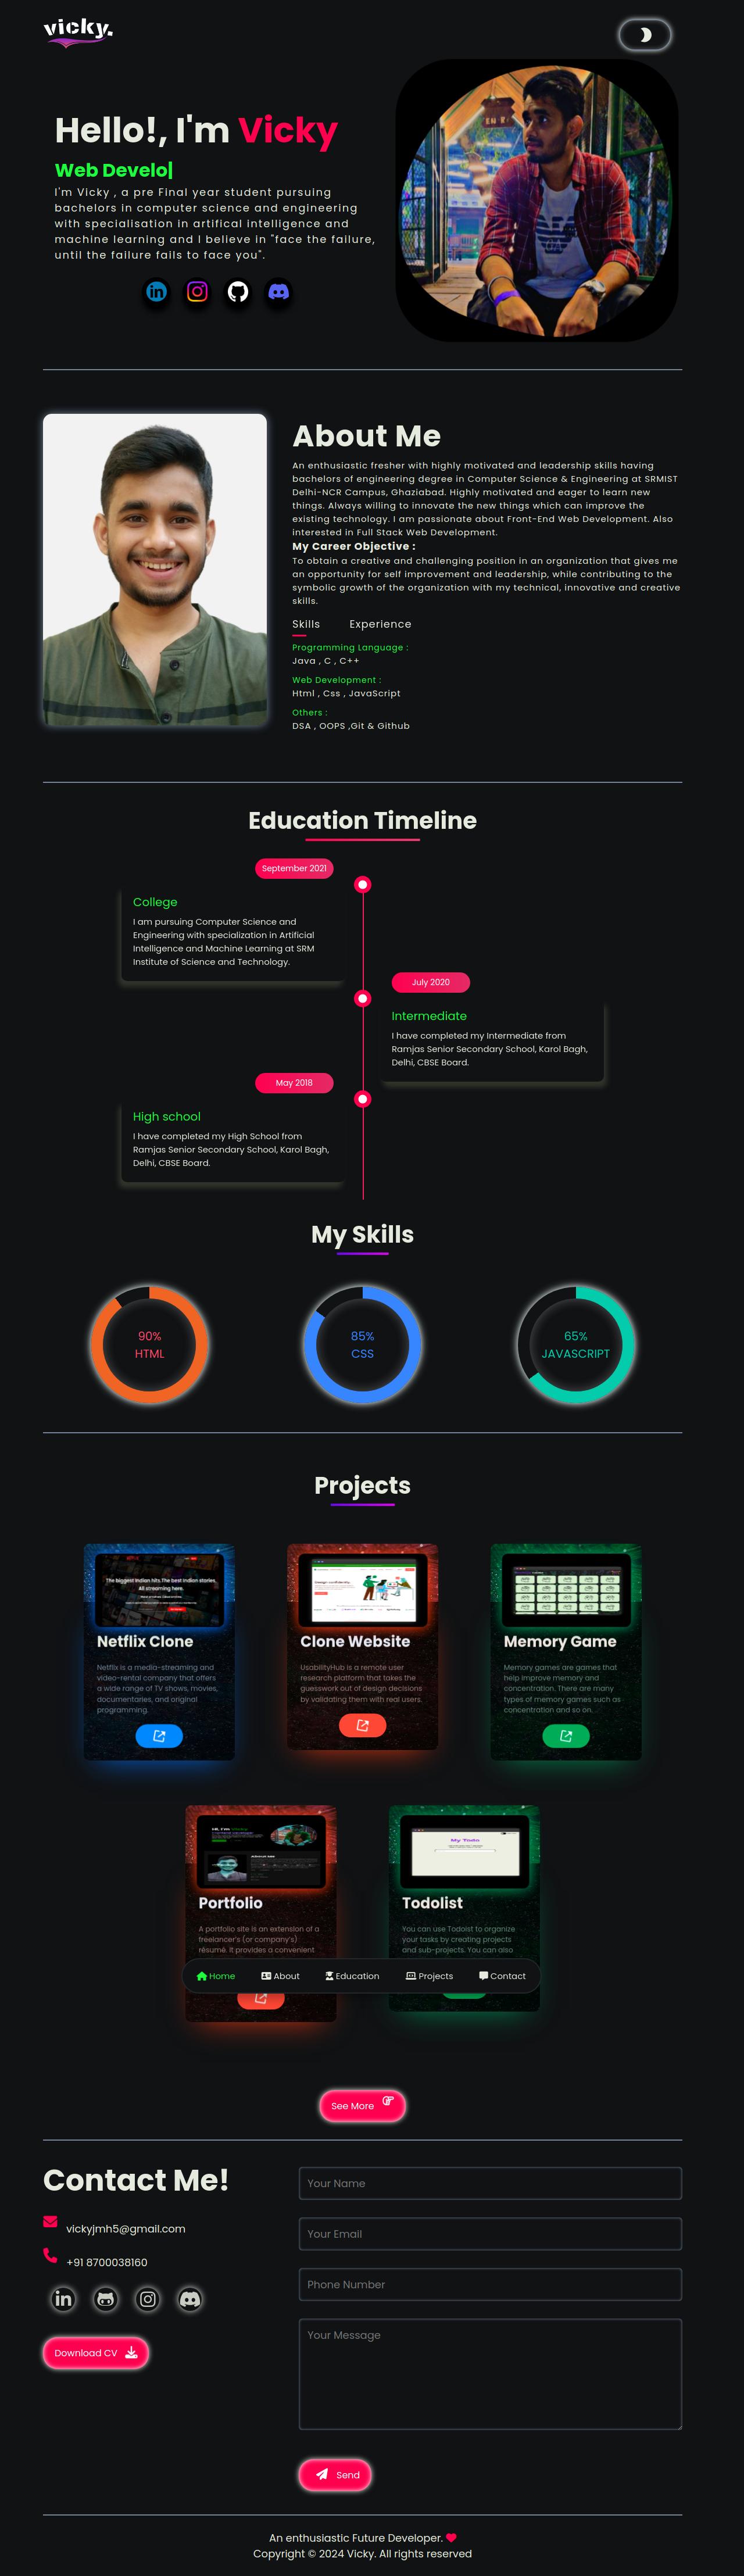 vicky.
Hello!, I'm Vicky
Web Develo|
I'm Vicky , a pre Final year student pursuing
bachelors in computer science and engineering
with specialisation in artifical intelligence and
machine learning and I believe in "face the failure,
until the failure fails to face you".
About Me
An enthusiastic fresher with highly motivated and leadership skills having
bachelors of engineering degree in Computer Science & Engineering at SRMIST
Delhi-NCR Campus, Ghaziabad. Highly motivated and eager to learn new
things. Always willing to innovate the new things which can improve the
existing technology. I am passionate about Front-End Web Development. Also
interested in Full Stack Web Development.
My Career Objective :
To obtain a creative and challenging position in an organization that gives me
an opportunity for self improvement and leadership, while contributing to the
symbolic growth of the organization with my technical, innovative and creative
skills.
Skills Experience
Programming Language :
Java , C , C++
Web Development :
Html , Css , JavaScript
Others :
DSA , OOPS ,Git & Github
Education Timeline
September 2021
College
I am pursuing Computer Science and
Engineering with specialization in Artificial
Intelligence and Machine Learning at SRM
Institute of Science and Technology.
July 2020
Intermediate
I have completed my Intermediate from
Ramjas Senior Secondary School, Karol Bagh,
Delhi, CBSE Board.
May 2018
High school
I have completed my High School from
Ramjas Senior Secondary School, Karol Bagh,
Delhi, CBSE Board.
My Skills
90%
HTML
85%
CSS
65%
JAVASCRIPT
Projects
The biggest Indian hits.The best Indian stories
All streaming here.
Netflix Clone
Netflix is a media-streaming and
video-rental company that offers
a wide range of TV shows, movies,
documentaries, and original
programming.
Clone Website
UsabilityHub is a remote user
research platform that takes the
guesswork out of design decisions
by validating them with real users.
Memory Game
Memory games are games that
help improve memory and
concentration. There are many
types of memory games such as
concentration and so on.
Hi, I'm Vicky
Portfolio
A portfolio site is an extension of a
freelancer's (or company's)
résumé. It provides a convenient
My Todo
Todolist
You can use Todoist to organize
your tasks by creating projects
and sub-projects. You can also
Home About Education Projects Contact
See More
Contact Me!
vickyjmh5@gmail.com
+91 8700038160
Download CV
Your Name
Your Email
Phone Number
Your Message
Send
An enthusiastic Future Developer.
Copyright © 2024 Vicky. All rights reserved